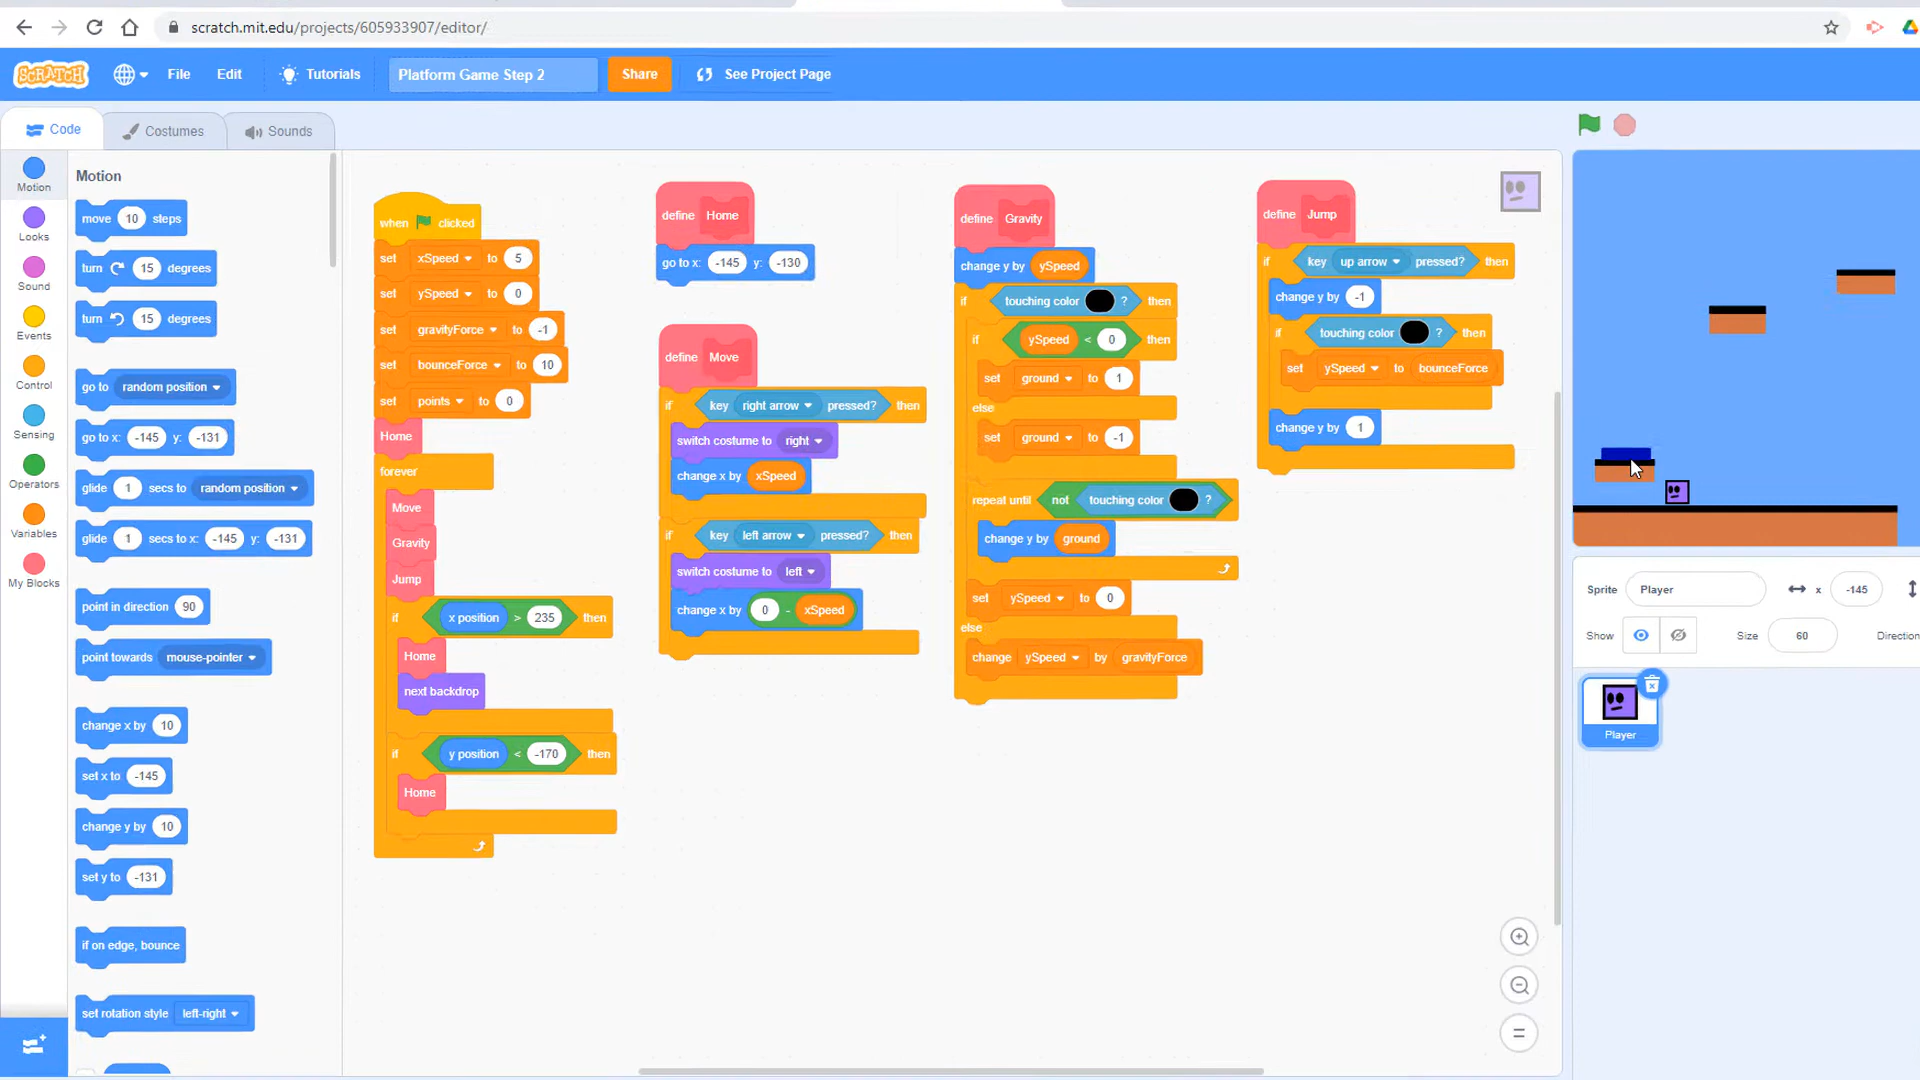 scratch.mit.edu/projects/605933907/editor/
SCRATCH
File
Edit
Tutorials
Platform Game Step 2
Share
See Project Page
Code
Costumes
Sounds
Motion
Looks
Sound
Events
Control
Sensing
Operators
Variables
My Blocks
Motion
move 10 steps
turn 15 degrees
turn 15 degrees
go to random position
go to x: -145 y: -131
glide 1 secs to random position
glide 1 secs to x: -145 y: -131
point in direction 90
point towards mouse-pointer
change x by 10
set x to -145
change y by 10
set y to -131
if on edge, bounce
set rotation style left-right
when clicked
set xSpeed to 5
set ySpeed to 0
set gravityForce to -1
set bounceForce to 10
set points to 0
Home
forever
Move
Gravity
Jump
if x position > 235 then
Home
next backdrop
if y position < -170 then
Home
define Home
go to x: -145 y: -130
define Move
if key right arrow pressed? then
switch costume to right
change x by xSpeed
if key left arrow pressed? then
switch costume to left
change x by 0 - xSpeed
define Gravity
change y by ySpeed
if touching color ? then
if ySpeed < 0 then
set ground to 1
else
set ground to -1
repeat until not touching color ?
change y by ground
set ySpeed to 0
else
change ySpeed by gravityForce
define Jump
if key up arrow pressed? then
change y by -1
if touching color ? then
set ySpeed to bounceForce
change y by 1
Sprite Player x -145
Show Size 60 Direction
Player